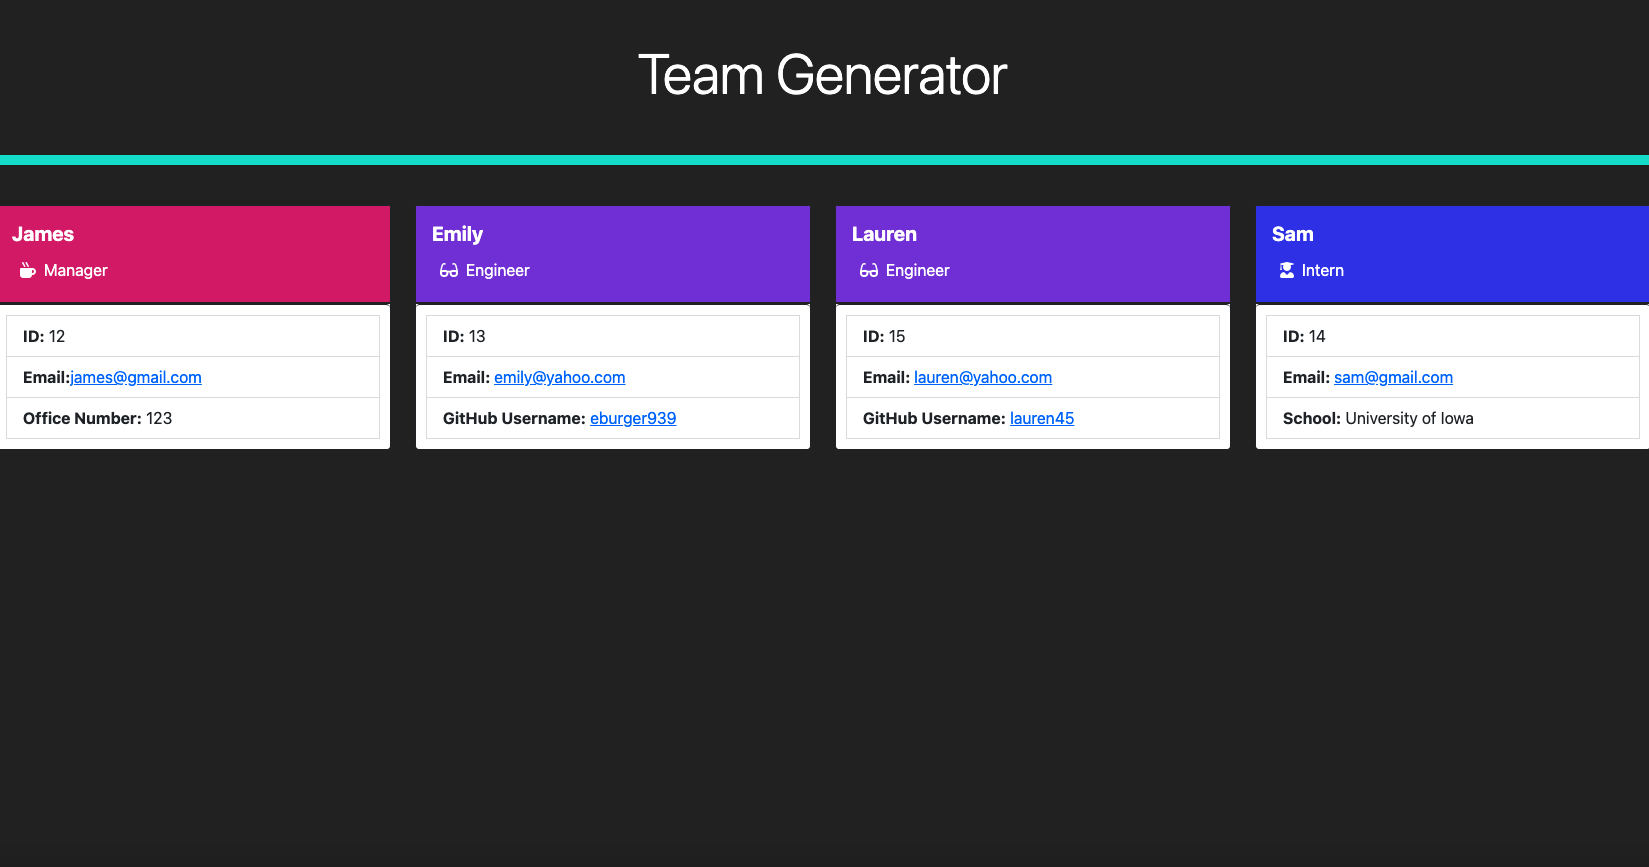 Team Generator
James
Manager
ID: 12
Email:james@gmail.com
Office Number: 123
Emily
Engineer
ID: 13
Email: emily@yahoo.com
GitHub Username: eburger939
Lauren
Engineer
ID: 15
Email: lauren@yahoo.com
GitHub Username: lauren45
Sam
Intern
ID: 14
Email: sam@gmail.com
School: University of Iowa